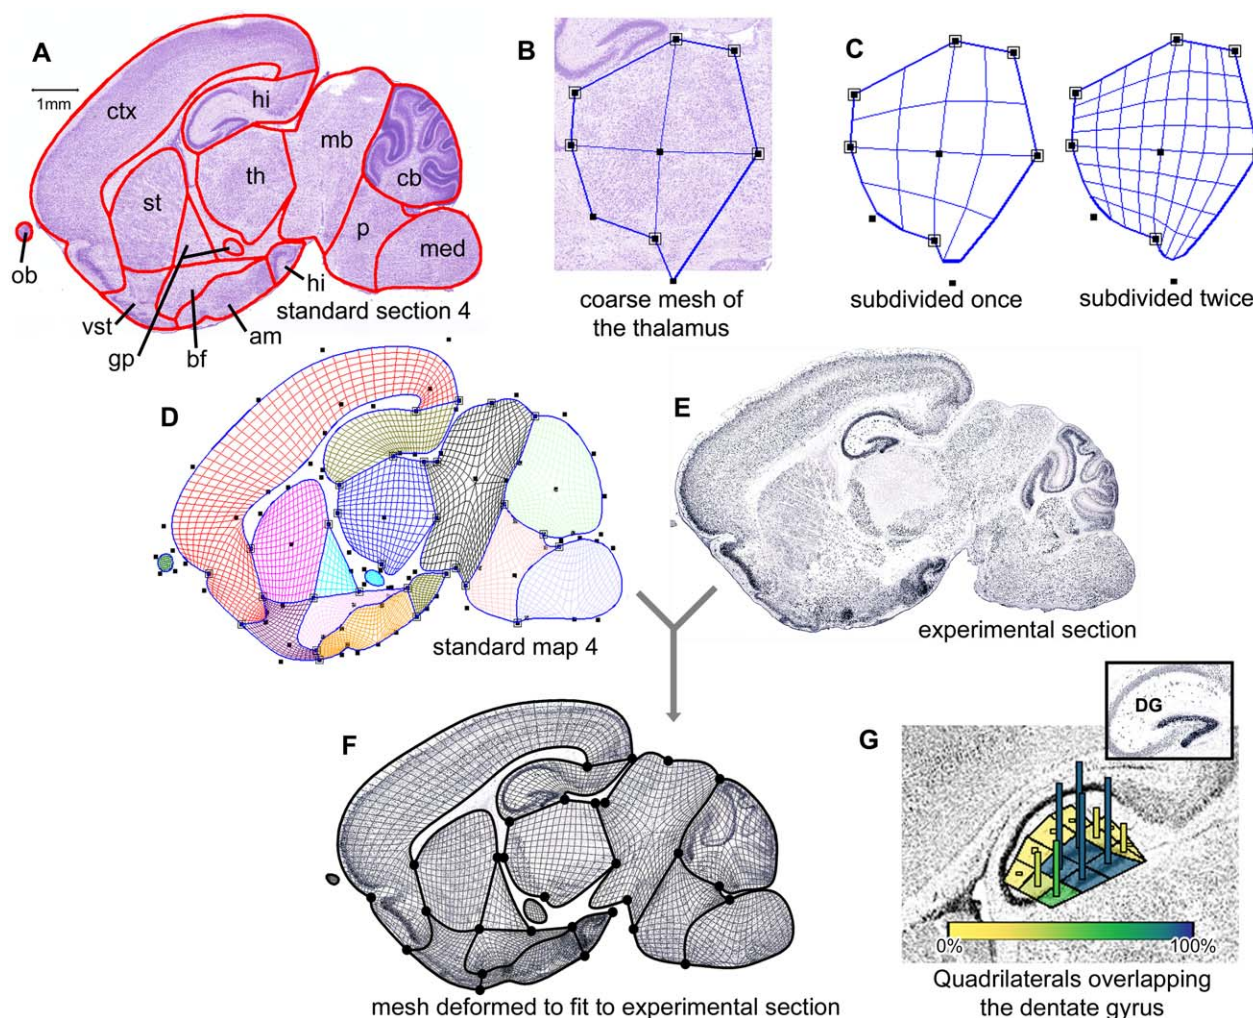 A
1mm
ctx
hi
mb
th
cb
st
p
med
ob
hi
standard section 4
vst
gp
bf
am
B
coarse mesh of
the thalamus
C
subdivided once
subdivided twice
D
standard map 4
E
experimental section
F
mesh deformed to fit to experimental section
G
DG
0%
100%
Quadrilaterals overlapping
the dentate gyrus